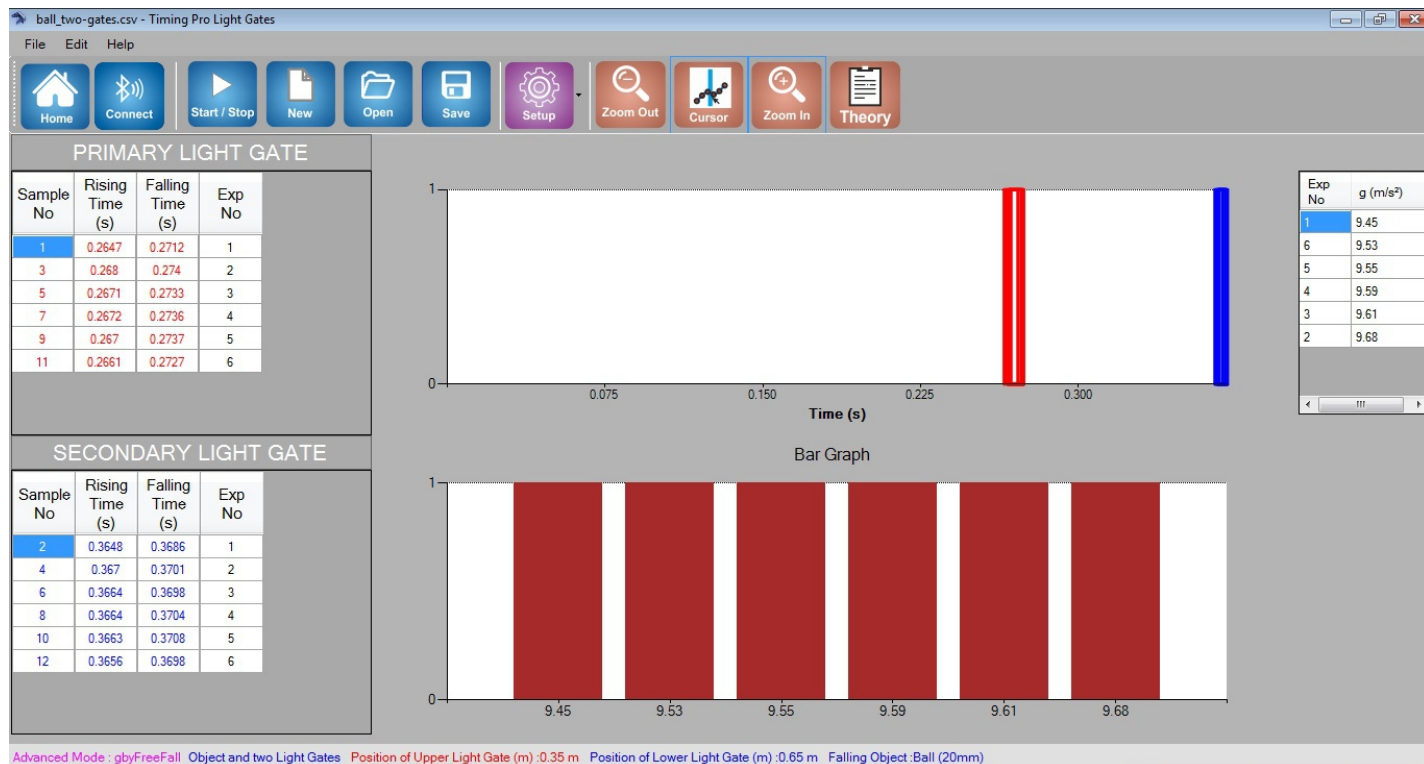 ball_two-gates.csv - Timing Pro Light Gates
File Edit Help
Home Connect Start / Stop New Open Save Setup Zoom Out Cursor Zoom In Theory
PRIMARY LIGHT GATE
Sample No Rising Time (s) Falling Time (s) Exp No
1 0.2647 0.2712 1
3 0.268 0.274 2
5 0.2671 0.2733 3
7 0.2672 0.2736 4
9 0.267 0.2737 5
11 0.2661 0.2727 6
SECONDARY LIGHT GATE
Sample No Rising Time (s) Falling Time (s) Exp No
2 0.3648 0.3686 1
4 0.367 0.3701 2
6 0.3664 0.3698 3
8 0.3664 0.3704 4
10 0.3663 0.3708 5
12 0.3656 0.3698 6
1
0
0.075 0.150 0.225 0.300
Time (s)
Bar Graph
1
0
9.45 9.53 9.55 9.59 9.61 9.68
Exp No g (m/s²)
1 9.45
6 9.53
5 9.55
4 9.59
3 9.61
2 9.68
Advanced Mode : gbyFreeFall Object and two Light Gates Position of Upper Light Gate (m) :0.35 m Position of Lower Light Gate (m) :0.65 m Falling Object :Ball (20mm)